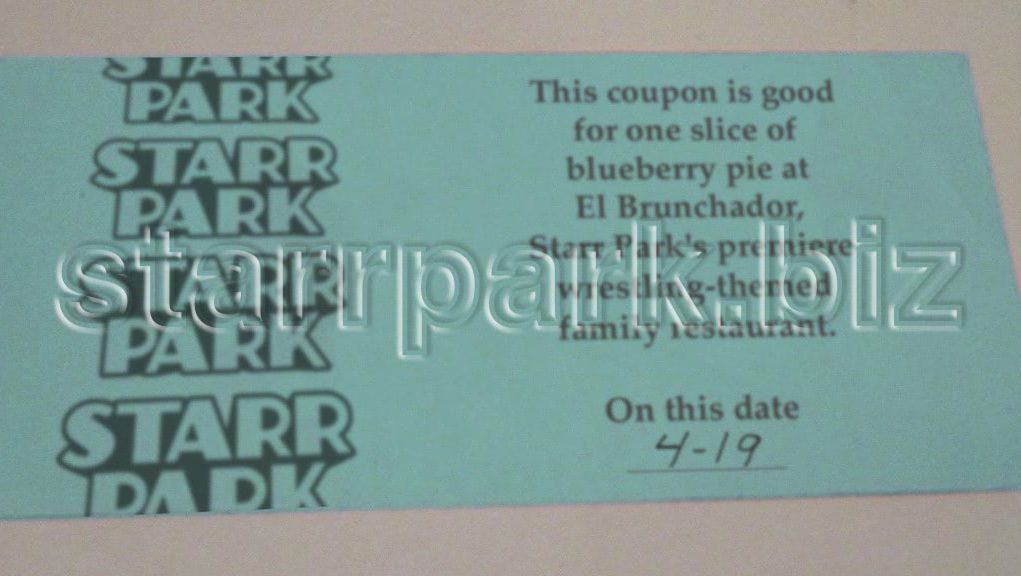 STARR
PARK
STARR
PARK
STARR
PARK
STARR
PARK
This coupon is good
for one slice of
blueberry pie at
El Brunchador,
Starr Park's premiere
wrestling-themed
family restaurant.
On this date
4-19
starrpark.biz